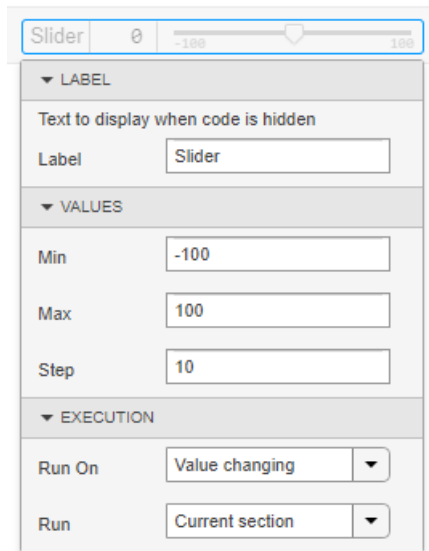 Slider 0 -100 100
LABEL
Text to display when code is hidden
Label Slider
VALUES
Min -100
Max 100
Step 10
EXECUTION
Run On Value changing
Run Current section